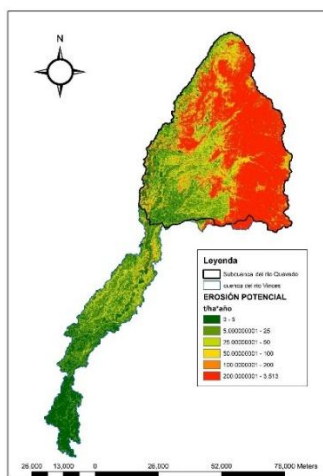 N
Leyenda
Subcuenca del río Quevedo
cuenca del río Vinces
EROSIÓN POTENCIAL
t/ha*año
0 - 5
5.000000001 - 25
25.00000001 - 50
50.00000001 - 100
100.0000001 - 200
200.0000001 - 3.513
26,000 13,000 0 26,000 52,000 78,000 Meters